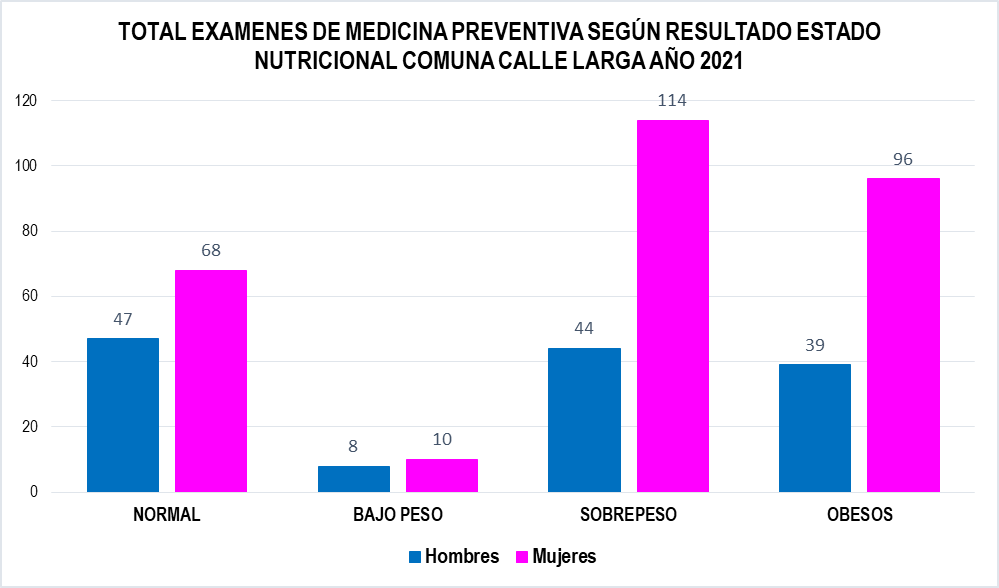 TOTAL EXAMENES DE MEDICINA PREVENTIVA SEGÚN RESULTADO ESTADO
NUTRICIONAL COMUNA CALLE LARGA AÑO 2021
120
100
80
60
40
20
0
47
68
8
10
44
114
39
96
NORMAL
BAJO PESO
SOBREPESO
OBESOS
Hombres
Mujeres